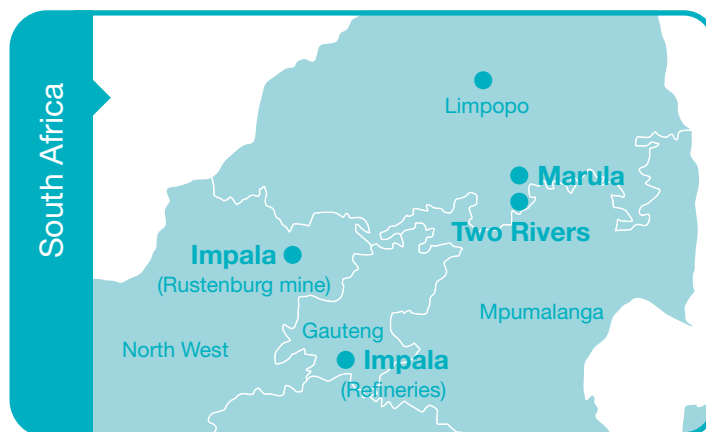 South Africa
Limpopo
Marula
Two Rivers
Impala
(Rustenburg mine)
Mpumalanga
Gauteng
North West
Impala
(Refineries)